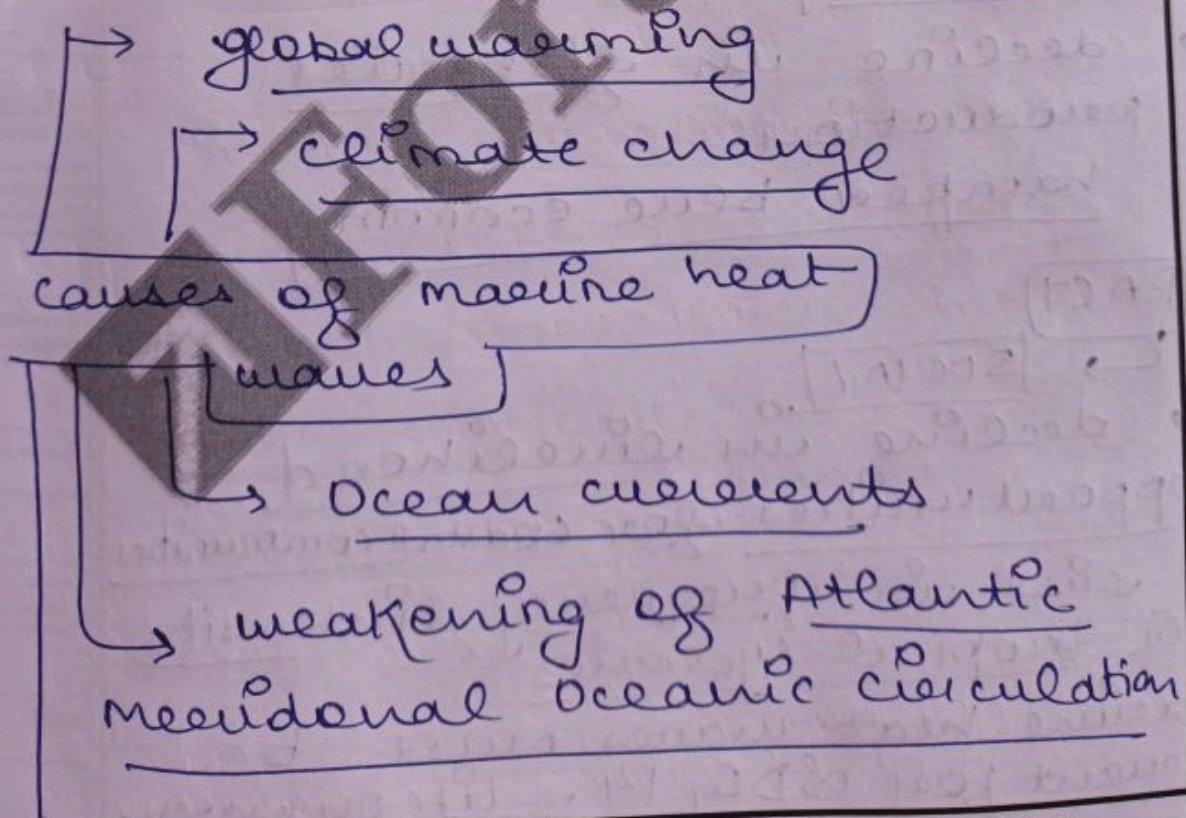 → global warming
→ climate change
causes of marine heat
waves
→ Ocean currents
→ weakening of Atlantic
Meridonal Oceanic Circulation